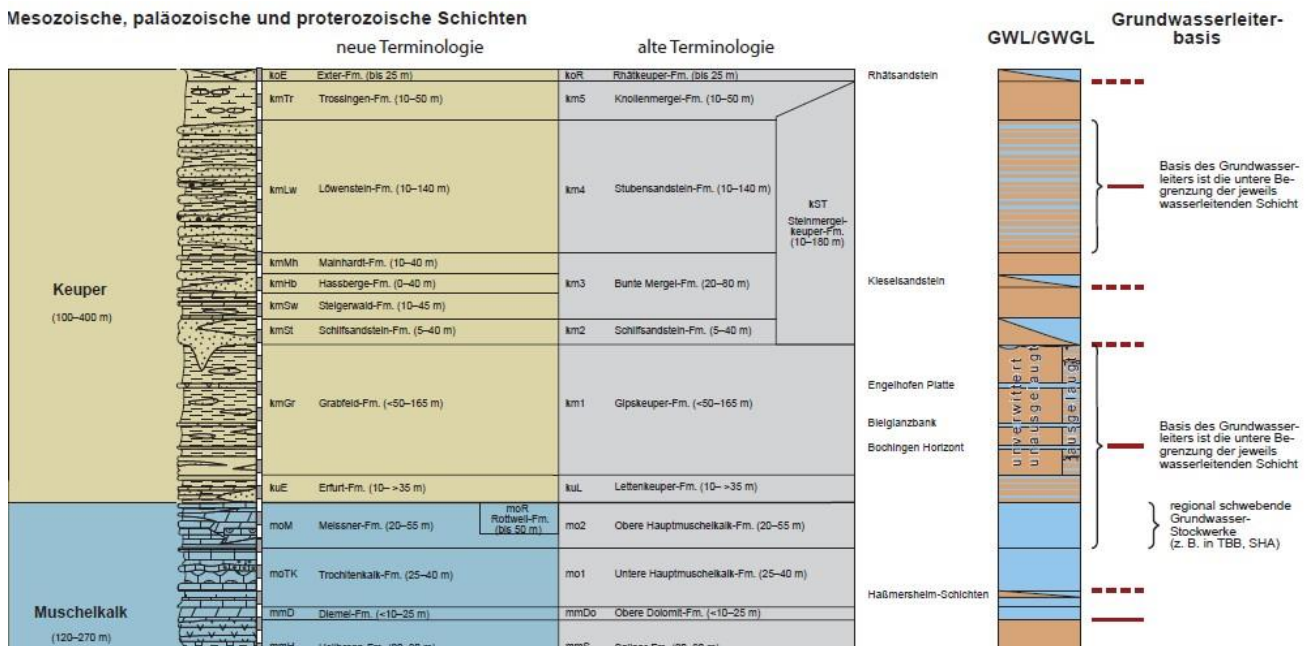 Mesozoische, paläozoische und proterozoische Schichten
neue Terminologie
alte Terminologie
GWL/GWGL
Grundwasserleiter-
basis
koE Exter-Fm. (bis 25 m) koR Rhätkeuper-Fm. (bis 25 m) Rhätsandstein
kmTr Trossingen-Fm. (10–50 m) km5 Knollenmergel-Fm. (10–50 m)
kmLw Löwenstein-Fm. (10–140 m) km4 Stubensandstein-Fm. (10–140 m)
kST
Steinmergel-
keuper-Fm.
(10–180 m)
Basis des Grundwasser-
leiters ist die untere Be-
grenzung der jeweils
wasserleitenden Schicht
Keuper
(100–400 m)
kmMh Mainhardt-Fm. (10–40 m)
kmHb Hassberge-Fm. (0–40 m) km3 Bunte Mergel-Fm. (20–80 m) Kieselsandstein
kmSw Steigerwald-Fm. (10–45 m)
kmSt Schilfsandstein-Fm. (5–40 m) km2 Schilfsandstein-Fm. (5–40 m)
kmGr Grabfeld-Fm. (<50–165 m) km1 Gipskeuper-Fm. (<50–165 m)
Engelhofen Platte
Bleiglanzbank
Bochingen Horizont
unverwittert
unausgelaugt
ausgelaugt
Basis des Grundwasser-
leiters ist die untere Be-
grenzung der jeweils
wasserleitenden Schicht
kuE Erfurt-Fm. (10– >35 m) kuL Lettenkeuper-Fm. (10– >35 m)
moM Meissner-Fm. (20–55 m)
moR
Rottweil-Fm.
(bis 50 m)
mo2 Obere Hauptmuschelkalk-Fm. (20–55 m)
regional schwebende
Grundwasser-
Stockwerke
(z. B. in TBB, SHA)
moTK Trochitenkalk-Fm. (25–40 m) mo1 Untere Hauptmuschelkalk-Fm. (25–40 m)
Haßmersheim-Schichten
Muschelkalk
(120–270 m)
mmD Diemel-Fm. (<10–25 m) mmDo Obere Dolomit-Fm. (<10–25 m)